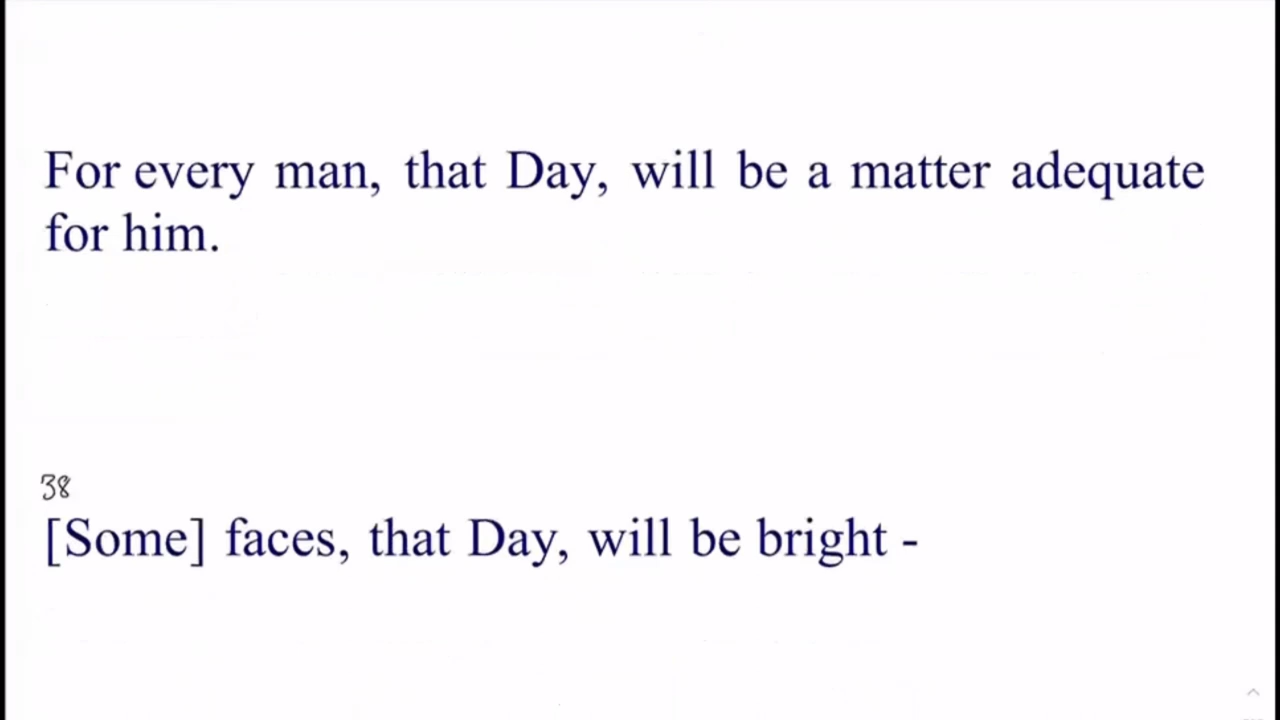 For every man, that Day, will be a matter adequate
for him.
38
[Some] faces, that Day, will be bright -